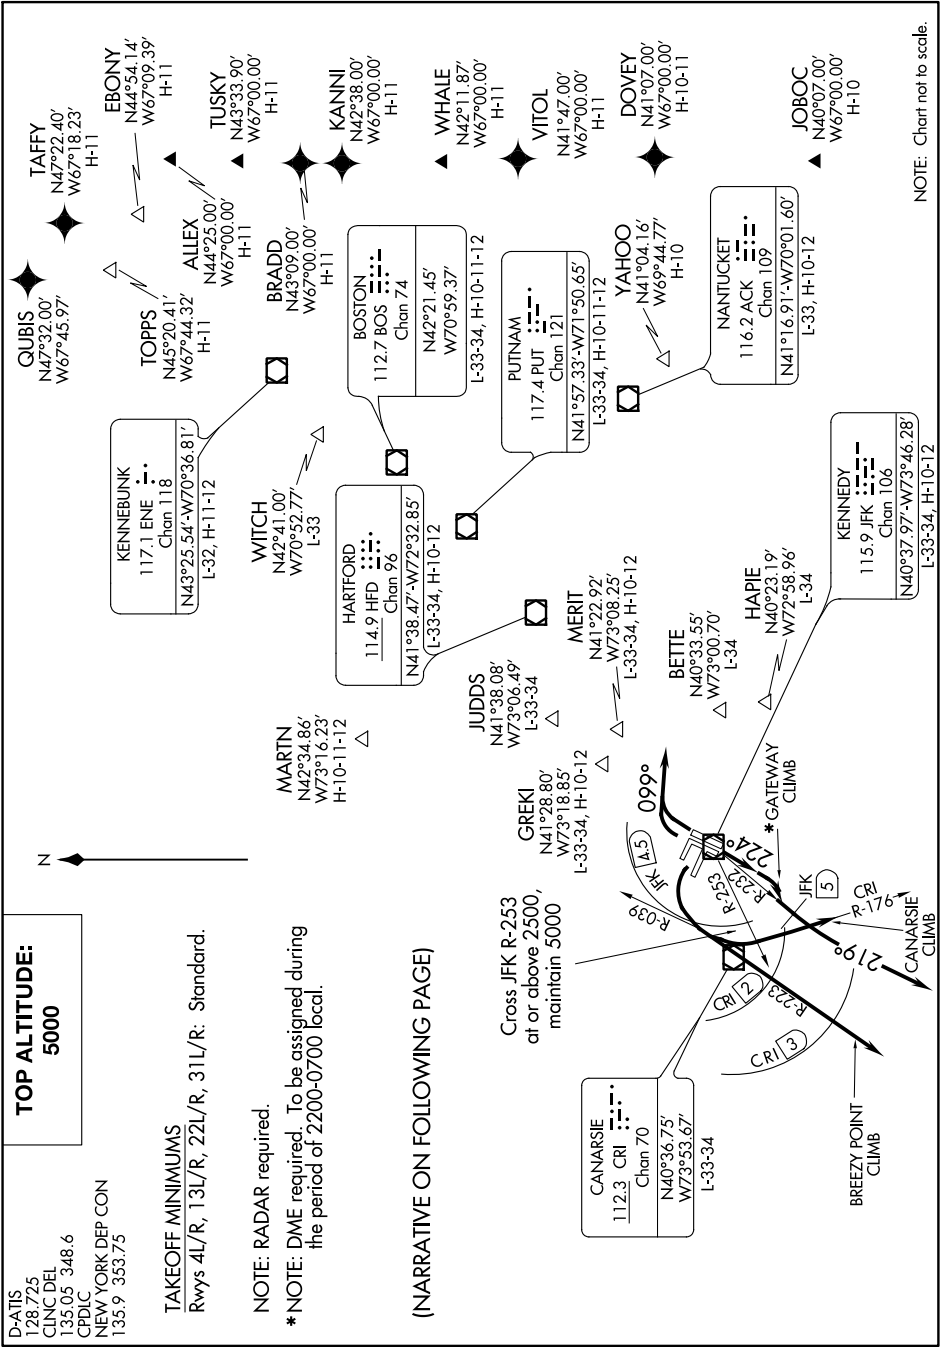 D-ATIS
128.725
CLNC DEL
135.05 348.6
CPDLC
NEW YORK DEP CON
135.9 353.75
TOP ALTITUDE:
5000
TAKEOFF MINIMUMS
Rwys 4L/R, 13L/R, 22L/R, 31L/R: Standard.
NOTE: RADAR required.
*NOTE: DME required. To be assigned during
the period of 2200-0700 local.
(NARRATIVE ON FOLLOWING PAGE)
N
QUBIS
N47°32.00′
W67°45.97′
TAFFY
N47°22.40′
W67°18.23′
H-11
EBONY
N44°54.14′
W67°09.39′
H-11
TOPPS
N45°20.41′
W67°44.32′
H-11
ALLEX
N44°25.00′
W67°00.00′
H-11
TUSKY
N43°33.90′
W67°00.00′
H-11
BRADD
N43°09.00′
W67°00.00′
H-11
KANNI
N42°38.00′
W67°00.00′
H-11
WHALE
N42°11.87′
W67°00.00′
H-11
VITOL
N41°47.00′
W67°00.00′
H-11
DOVEY
N41°07.00′
W67°00.00′
H-10-11
JOBOC
N40°07.00′
W67°00.00′
H-10
KENNEBUNK
117.1 ENE
Chan 118
N43°25.54′-W70°36.81′
L-32, H-11-12
BOSTON
112.7 BOS
Chan 74
N42°21.45′
W70°59.37′
L-33-34, H-10-11-12
WITCH
N42°41.00′
W70°52.77′
L-33
PUTNAM
117.4 PUT
Chan 121
N41°57.33′-W71°50.65′
L-33-34, H-10-11-12
YAHOO
N41°04.16′
W69°44.77′
H-10
NANTUCKET
116.2 ACK
Chan 109
N41°16.91′-W70°01.60′
L-33, H-10-12
HARTFORD
114.9 HFD
Chan 96
N41°38.47′-W72°32.85′
L-33-34, H-10-12
MARTN
N42°34.86′
W73°16.23′
H-10-11-12
JUDDS
N41°38.08′
W73°06.49′
L-33-34
MERIT
N41°22.92′
W73°08.25′
L-33-34, H-10-12
GREKI
N41°28.80′
W73°18.85′
L-33-34, H-10-12
BETTE
N40°33.55′
W73°00.70′
L-34
HAPIE
N40°23.19′
W72°58.96′
L-34
KENNEDY
115.9 JFK
Chan 106
N40°37.97′-W73°46.28′
L-33-34, H-10-12
Cross JFK R-253
at or above 2500,
maintain 5000
099°
JFK 4.5
R-039
R-253
R-232
224°
*GATEWAY
CLIMB
JFK 5
CRI
R-176
CANARSIE
CLIMB
219°
R-223
CRI 2
CRI 3
BREEZY POINT
CLIMB
CANARSIE
112.3 CRI
Chan 70
N40°36.75′
W73°53.67′
L-33-34
NOTE: Chart not to scale.